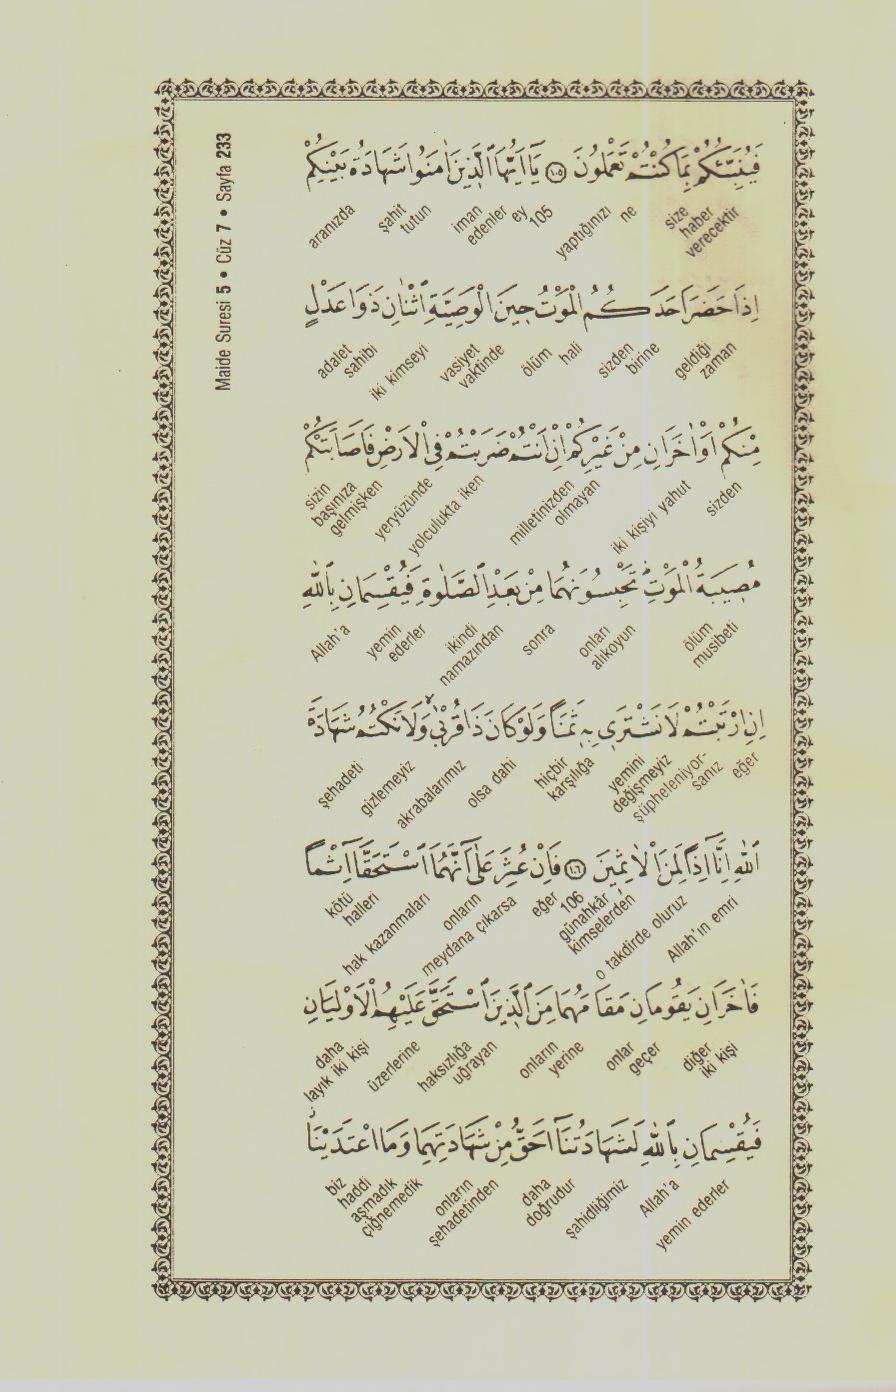 Maide Suresi 5 • Cüz 7 • Sayfa 233
فَيُنَبِّئُكُمْ بِمَا كُنْتُمْ تَعْمَلُونَ ﴿١٠٥﴾ يَٓا اَيُّهَا الَّذِينَ اٰمَنُوا شَهَادَةُ بَيْنِكُمْ
size haber verecektir ne yaptığınızı 105 ey iman edenler şahit tutun aranızda
اِذَا حَضَرَ اَحَدَكُمُ الْمَوْتُ حِينَ الْوَصِيَّةِ اثْنَانِ ذَوَا عَدْلٍ
geldiği zaman sizden birine hali ölüm vasiyet vaktinde iki kimseyi adalet sahibi
مِنْكُمْ اَوْ اٰخَرَانِ مِنْ غَيْرِكُمْ اِنْ اَنْتُمْ ضَرَبْتُمْ فِي الْاَرْضِ فَاَصَابَتْكُمْ
sizden iki kişiyi yahut milletinizden olmayan yolculukta iken yeryüzünde sizin başınıza gelmişken
مُصِيبَةُ الْمَوْتِ تَحْبِسُونَهُمَا مِنْ بَعْدِ الصَّلٰوةِ فَيُقْسِمَانِ بِاللّٰهِ
ölüm musibeti onları alıkoyun sonra ikindi namazından yemin ederler Allah'a
اِنِ ارْتَبْتُمْ لَا نَشْتَرِي بِهِ ثَمَنًا وَلَوْ كَانَ ذَا قُرْبٰى وَلَا نَكْتُمُ شَهَادَةَ
eğer şüpheleniyor-sanız yemini değişmeyiz hiçbir karşılığa olsa dahi akrabalarımız gizlemeyiz şehadeti
اللّٰهِ اِنَّٓا اِذًا لَمِنَ الْاٰثِمِينَ ﴿١٠٦﴾ فَاِنْ عُثِرَ عَلٰٓى اَنَّهُمَا اسْتَحَقَّٓا اِثْمًا
Allah'ın emri o takdirde oluruz günahkâr kimselerden 106 eğer meydana çıkarsa onların hak kazanmaları kötü halleri
فَاٰخَرَانِ يَقُومَانِ مَقَامَهُمَا مِنَ الَّذِينَ اسْتَحَقَّ عَلَيْهِمُ الْاَوْلَيَانِ
diğer iki kişi onlar geçer onların yerine haksızlığa uğrayan üzerlerine daha layık iki kişi
فَيُقْسِمَانِ بِاللّٰهِ لَشَهَادَتُنَٓا اَحَقُّ مِنْ شَهَادَتِهِمَا وَمَا اعْتَدَيْنَا
yemin ederler Allah'a şahidliğimiz daha doğrudur onların şehadetinden biz haddi aşmadık çiğnemedik